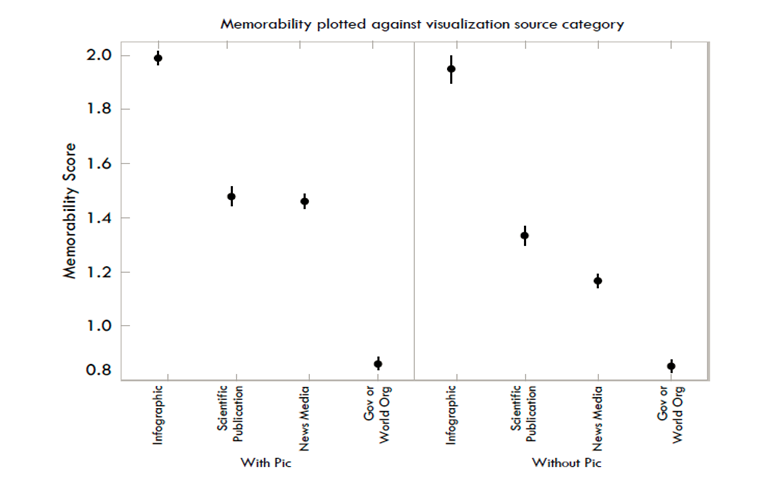 Memorability plotted against visualization source category
Memorability Score
2.0
1.8
1.6
1.4
1.2
1.0
0.8
Infographic
Scientific
Publication
News Media
Gov or
World Org
Infographic
Scientific
Publication
News Media
Gov or
World Org
With Pic
Without Pic